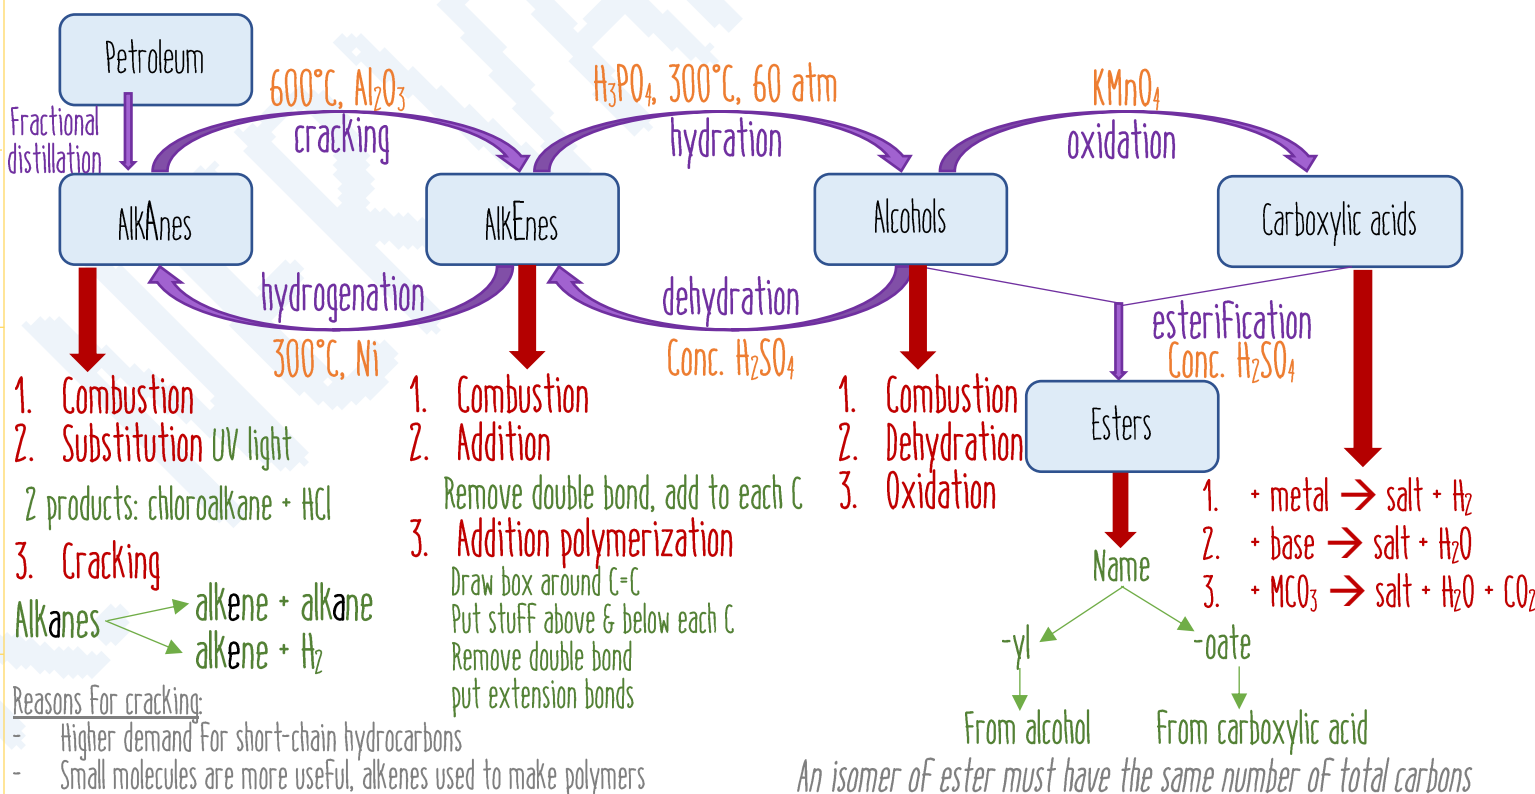 Petroleum
Fractional
distillation
600°C, Al₂O₃
cracking
H₃PO₄, 300°C, 60 atm
hydration
KMnO₄
oxidation
AlkAnes
AlkEnes
Alcohols
Carboxylic acids
hydrogenation
300°C, Ni
dehydration
Conc. H₂SO₄
esterification
Conc. H₂SO₄
Esters
1. Combustion
2. Substitution UV light
2 products: chloroalkane + HCl
3. Cracking
Alkanes
alkene + alkane
alkene + H₂
Reasons for cracking:
- Higher demand for short-chain hydrocarbons
- Small molecules are more useful, alkenes used to make polymers
1. Combustion
2. Addition
Remove double bond, add to each C
3. Addition polymerization
Draw box around C=C
Put stuff above & below each C
Remove double bond
put extension bonds
1. Combustion
2. Dehydration
3. Oxidation
Name
-yl
-oate
From alcohol
From carboxylic acid
1. + metal → salt + H₂
2. + base → salt + H₂O
3. + MCO₃ → salt + H₂O + CO₂
An isomer of ester must have the same number of total carbons